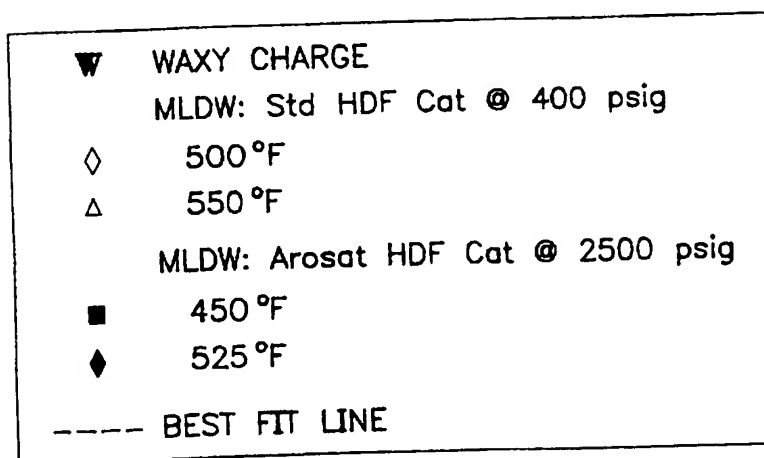 WAXY CHARGE
MLDW: Std HDF Cat @ 400 psig
500°F
550°F
MLDW: Arosat HDF Cat @ 2500 psig
450°F
525°F
BEST FIT LINE